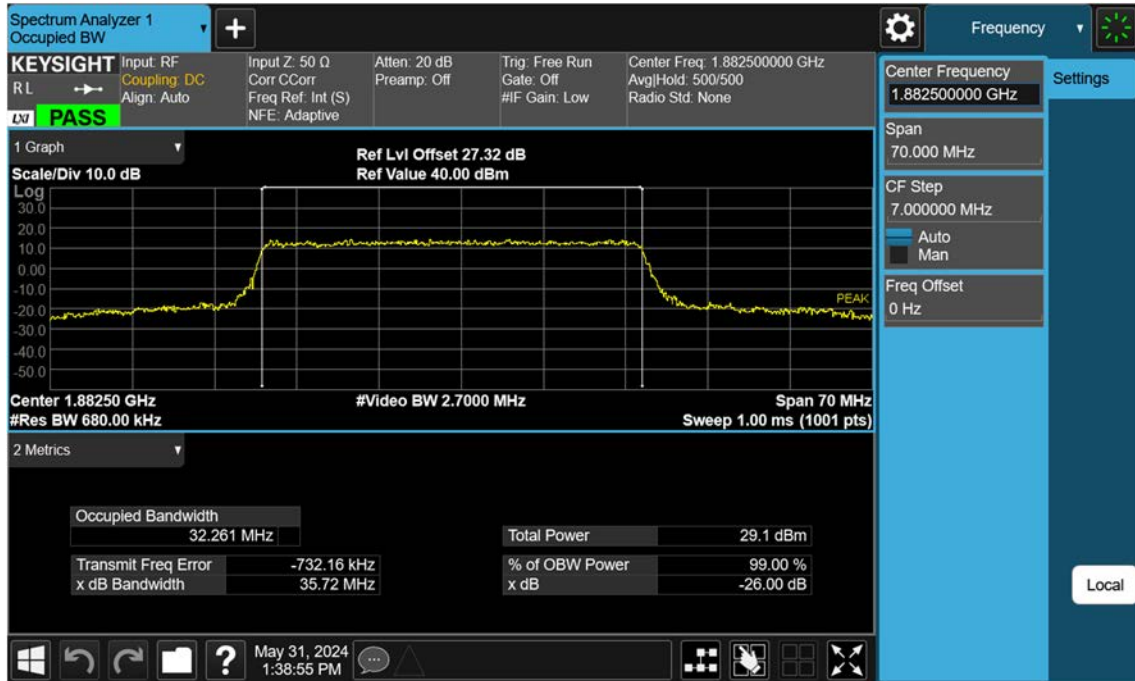 Spectrum Analyzer 1
Occupied BW
Frequency
KEYSIGHT
R L
LXI
PASS
Input: RF
Coupling: DC
Align: Auto
Input Z: 50 Ω
Corr CCorr
Freq Ref: Int (S)
NFE: Adaptive
Atten: 20 dB
Preamp: Off
Trig: Free Run
Gate: Off
#IF Gain: Low
Center Freq: 1.882500000 GHz
Avg|Hold: 500/500
Radio Std: None
1 Graph
Scale/Div 10.0 dB
Ref Lvl Offset 27.32 dB
Ref Value 40.00 dBm
Log
30.0
20.0
10.0
0.00
-10.0
-20.0
-30.0
-40.0
-50.0
PEAK
Center 1.88250 GHz
#Video BW 2.7000 MHz
Span 70 MHz
#Res BW 680.00 kHz
Sweep 1.00 ms (1001 pts)
2 Metrics
Occupied Bandwidth
32.261 MHz
Total Power 29.1 dBm
Transmit Freq Error -732.16 kHz
% of OBW Power 99.00 %
x dB Bandwidth 35.72 MHz
x dB -26.00 dB
Center Frequency
1.882500000 GHz
Settings
Span
70.000 MHz
CF Step
7.000000 MHz
Auto
Man
Freq Offset
0 Hz
Local
?
May 31, 2024
1:38:55 PM